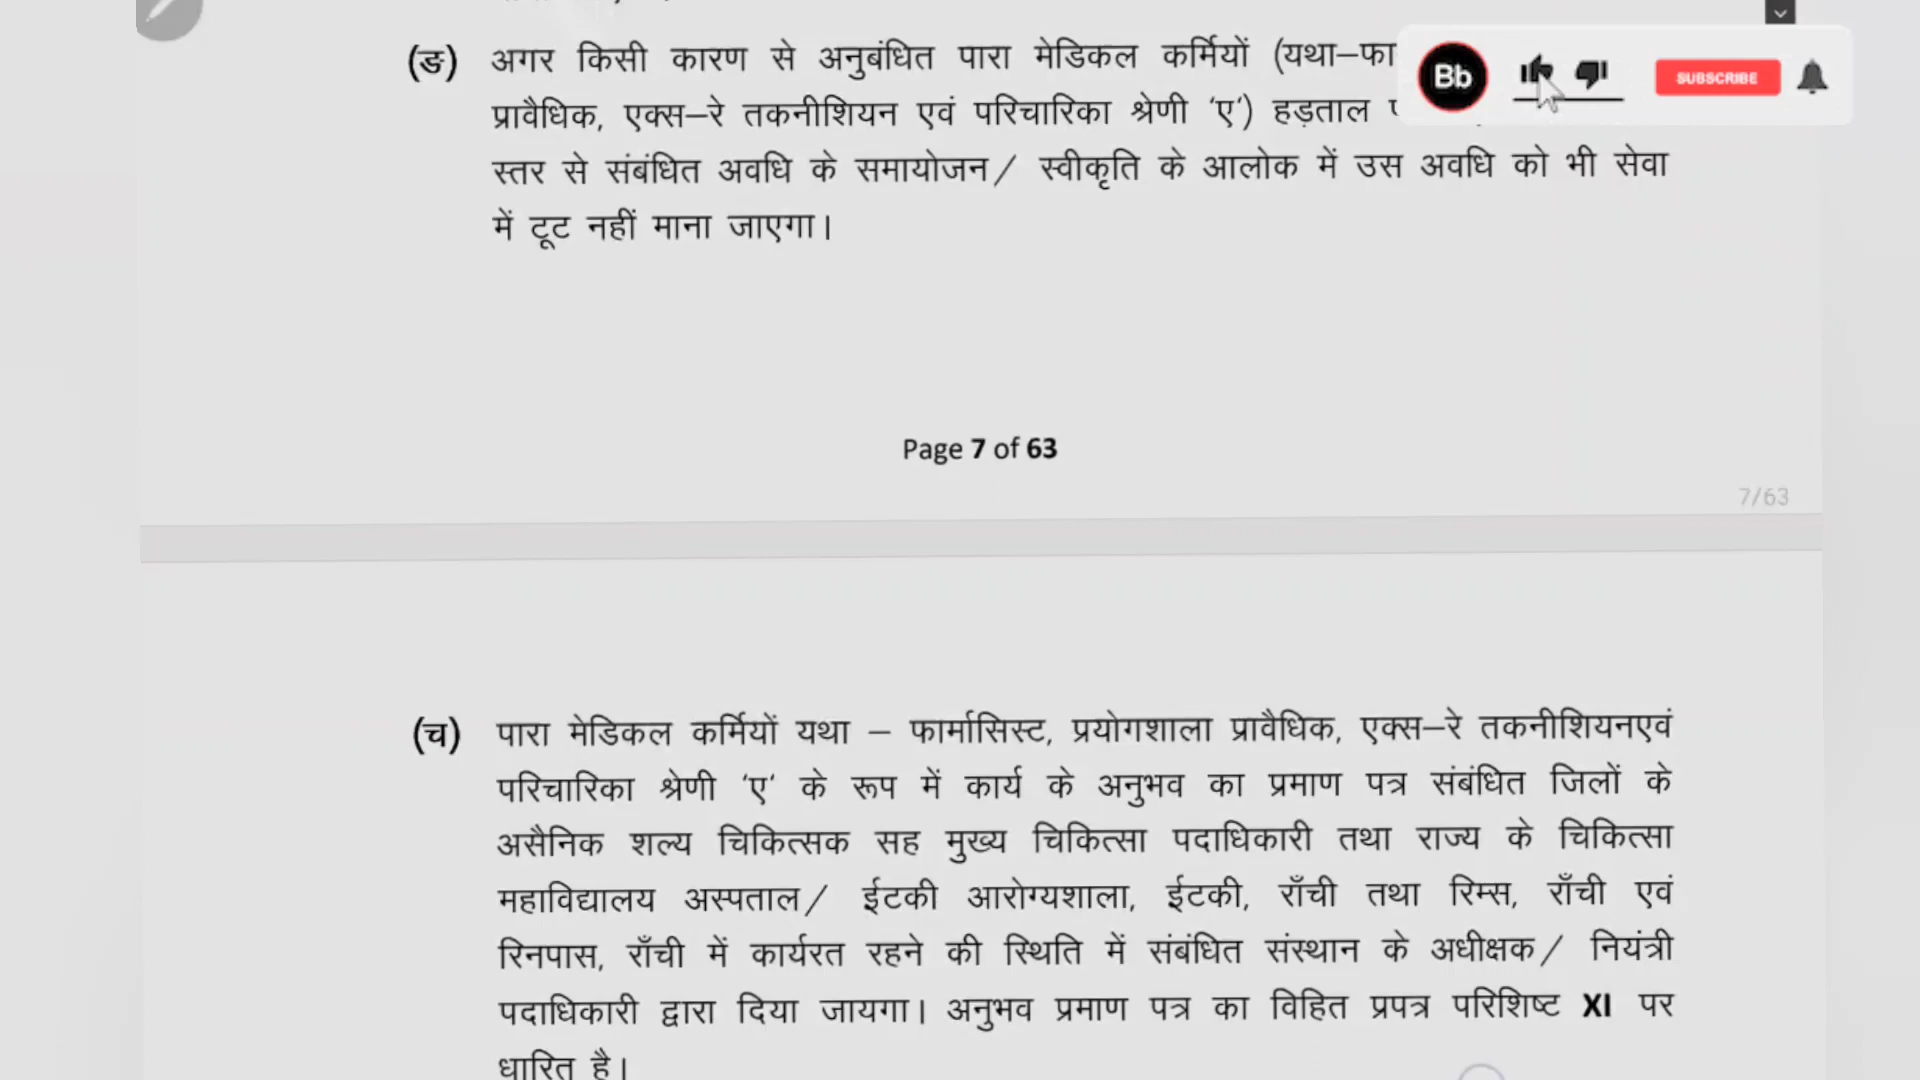 (ङ) अगर किसी कारण से अनुबंधित पारा मेडिकल कर्मियों (यथा–फा
Bb SUBSCRIBE
प्रावैधिक, एक्स–रे तकनीशियन एवं परिचारिका श्रेणी ‘ए’) हड़ताल
स्तर से संबंधित अवधि के समायोजन/ स्वीकृति के आलोक में उस अवधि को भी सेवा
में टूट नहीं माना जाएगा।
Page 7 of 63
7/63
(च) पारा मेडिकल कर्मियों यथा – फार्मासिस्ट, प्रयोगशाला प्रावैधिक, एक्स–रे तकनीशियनएवं
परिचारिका श्रेणी ‘ए’ के रूप में कार्य के अनुभव का प्रमाण पत्र संबंधित जिलों के
असैनिक शल्य चिकित्सक सह मुख्य चिकित्सा पदाधिकारी तथा राज्य के चिकित्सा
महाविद्यालय अस्पताल/ ईटकी आरोग्यशाला, ईटकी, राँची तथा रिम्स, राँची एवं
रिनपास, राँची में कार्यरत रहने की स्थिति में संबंधित संस्थान के अधीक्षक/ नियंत्री
पदाधिकारी द्वारा दिया जायगा। अनुभव प्रमाण पत्र का विहित प्रपत्र परिशिष्ट XI पर
धारित है।